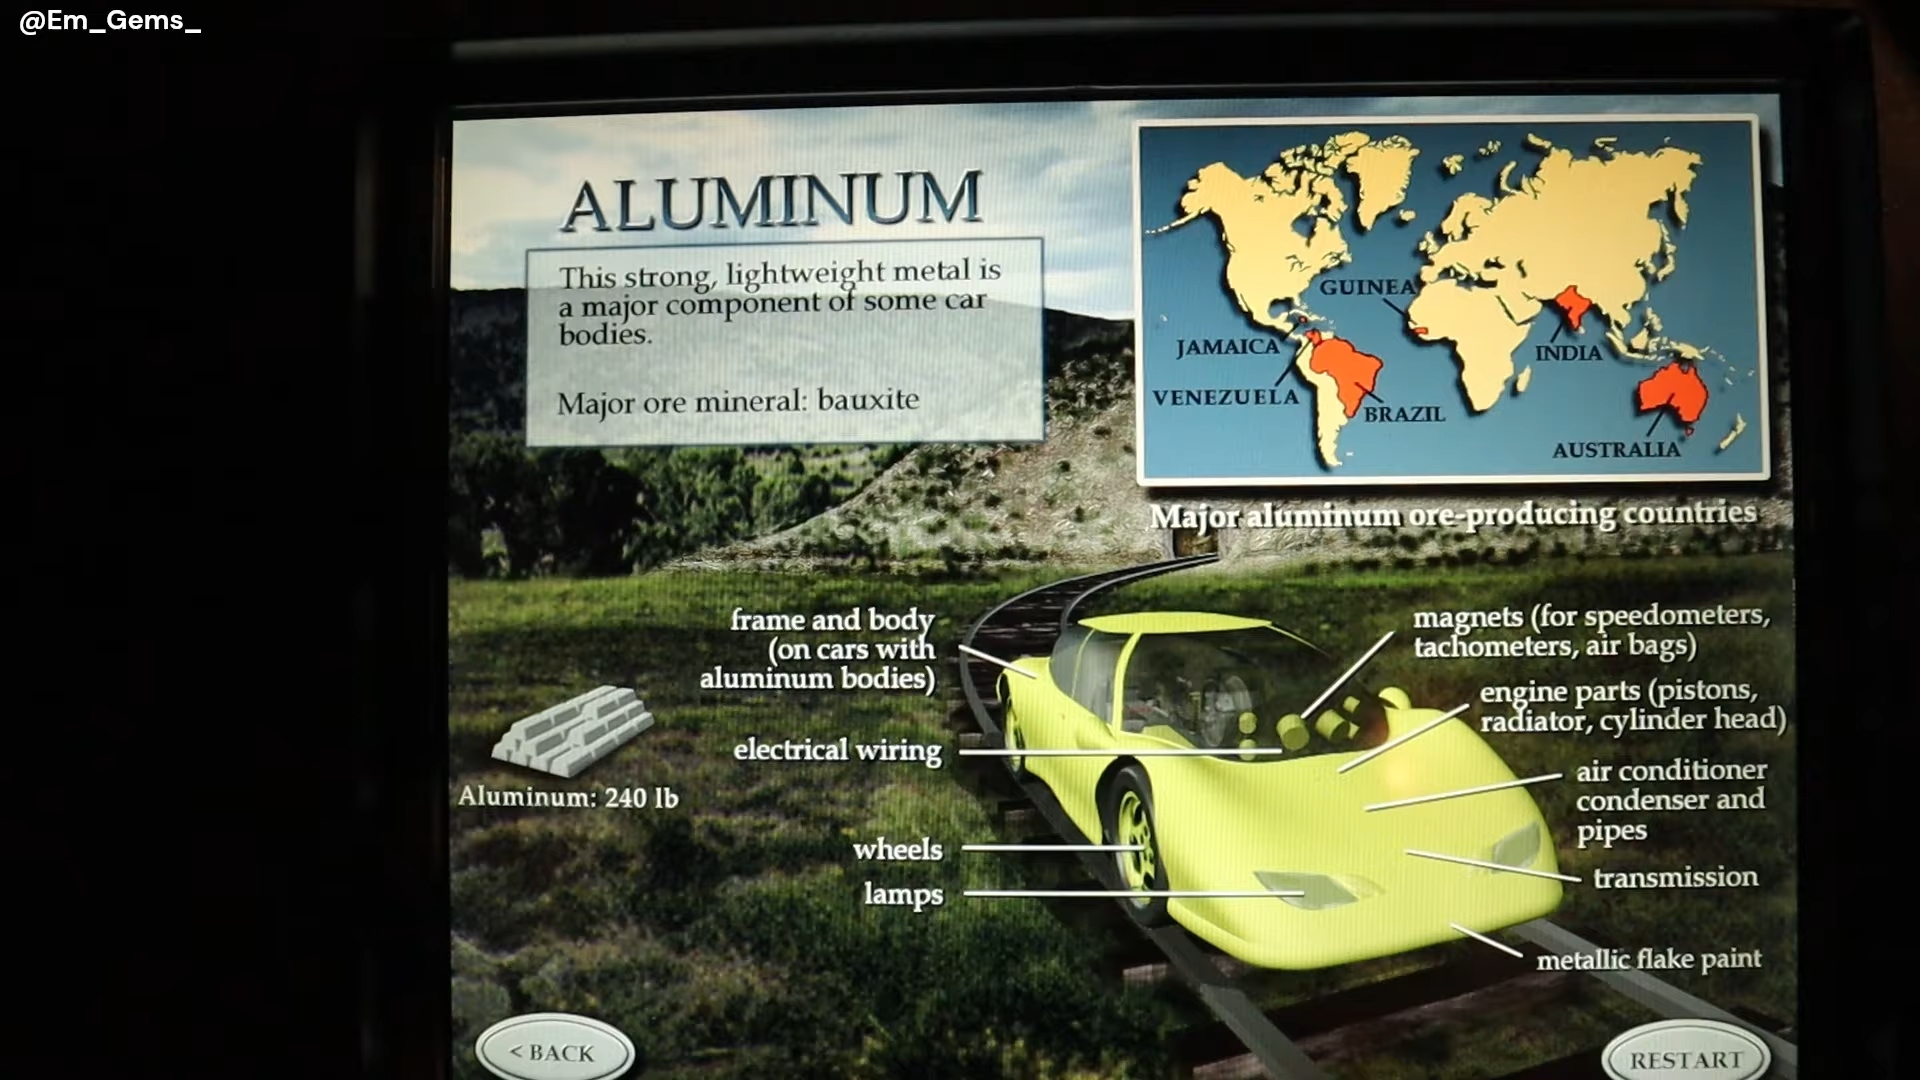 @Em_Gems_
ALUMINUM
This strong, lightweight metal is
a major component of some car
bodies.
Major ore mineral: bauxite
GUINEA
JAMAICA
INDIA
VENEZUELA
BRAZIL
AUSTRALIA
Major aluminum ore-producing countries
frame and body
(on cars with
aluminum bodies)
magnets (for speedometers,
tachometers, air bags)
engine parts (pistons,
radiator, cylinder head)
electrical wiring
air conditioner
condenser and
pipes
Aluminum: 240 lb
wheels
transmission
lamps
metallic flake paint
< BACK
RESTART